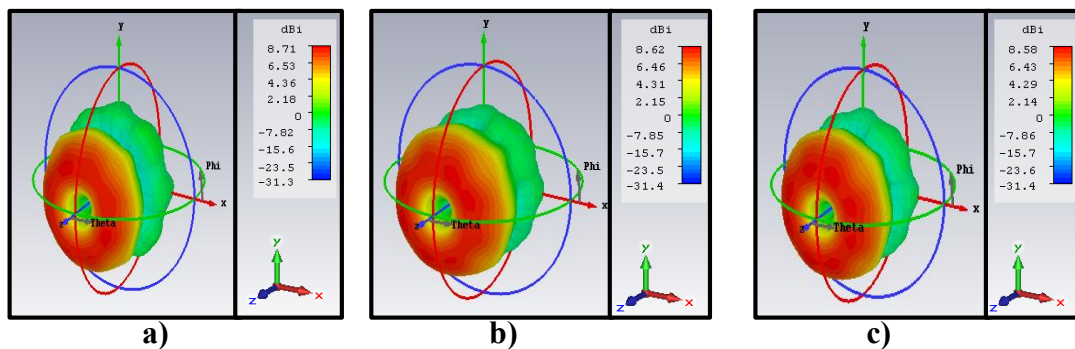 y
Phi
x
z
Theta
dBi
8.71
6.53
4.36
2.18
0
-7.82
-15.6
-23.5
-31.3
y
z
x
a)
y
Phi
x
z
Theta
dBi
8.62
6.46
4.31
2.15
0
-7.85
-15.7
-23.5
-31.4
y
z
x
b)
y
Phi
x
z
Theta
dBi
8.58
6.43
4.29
2.14
0
-7.86
-15.7
-23.6
-31.4
y
z
x
c)